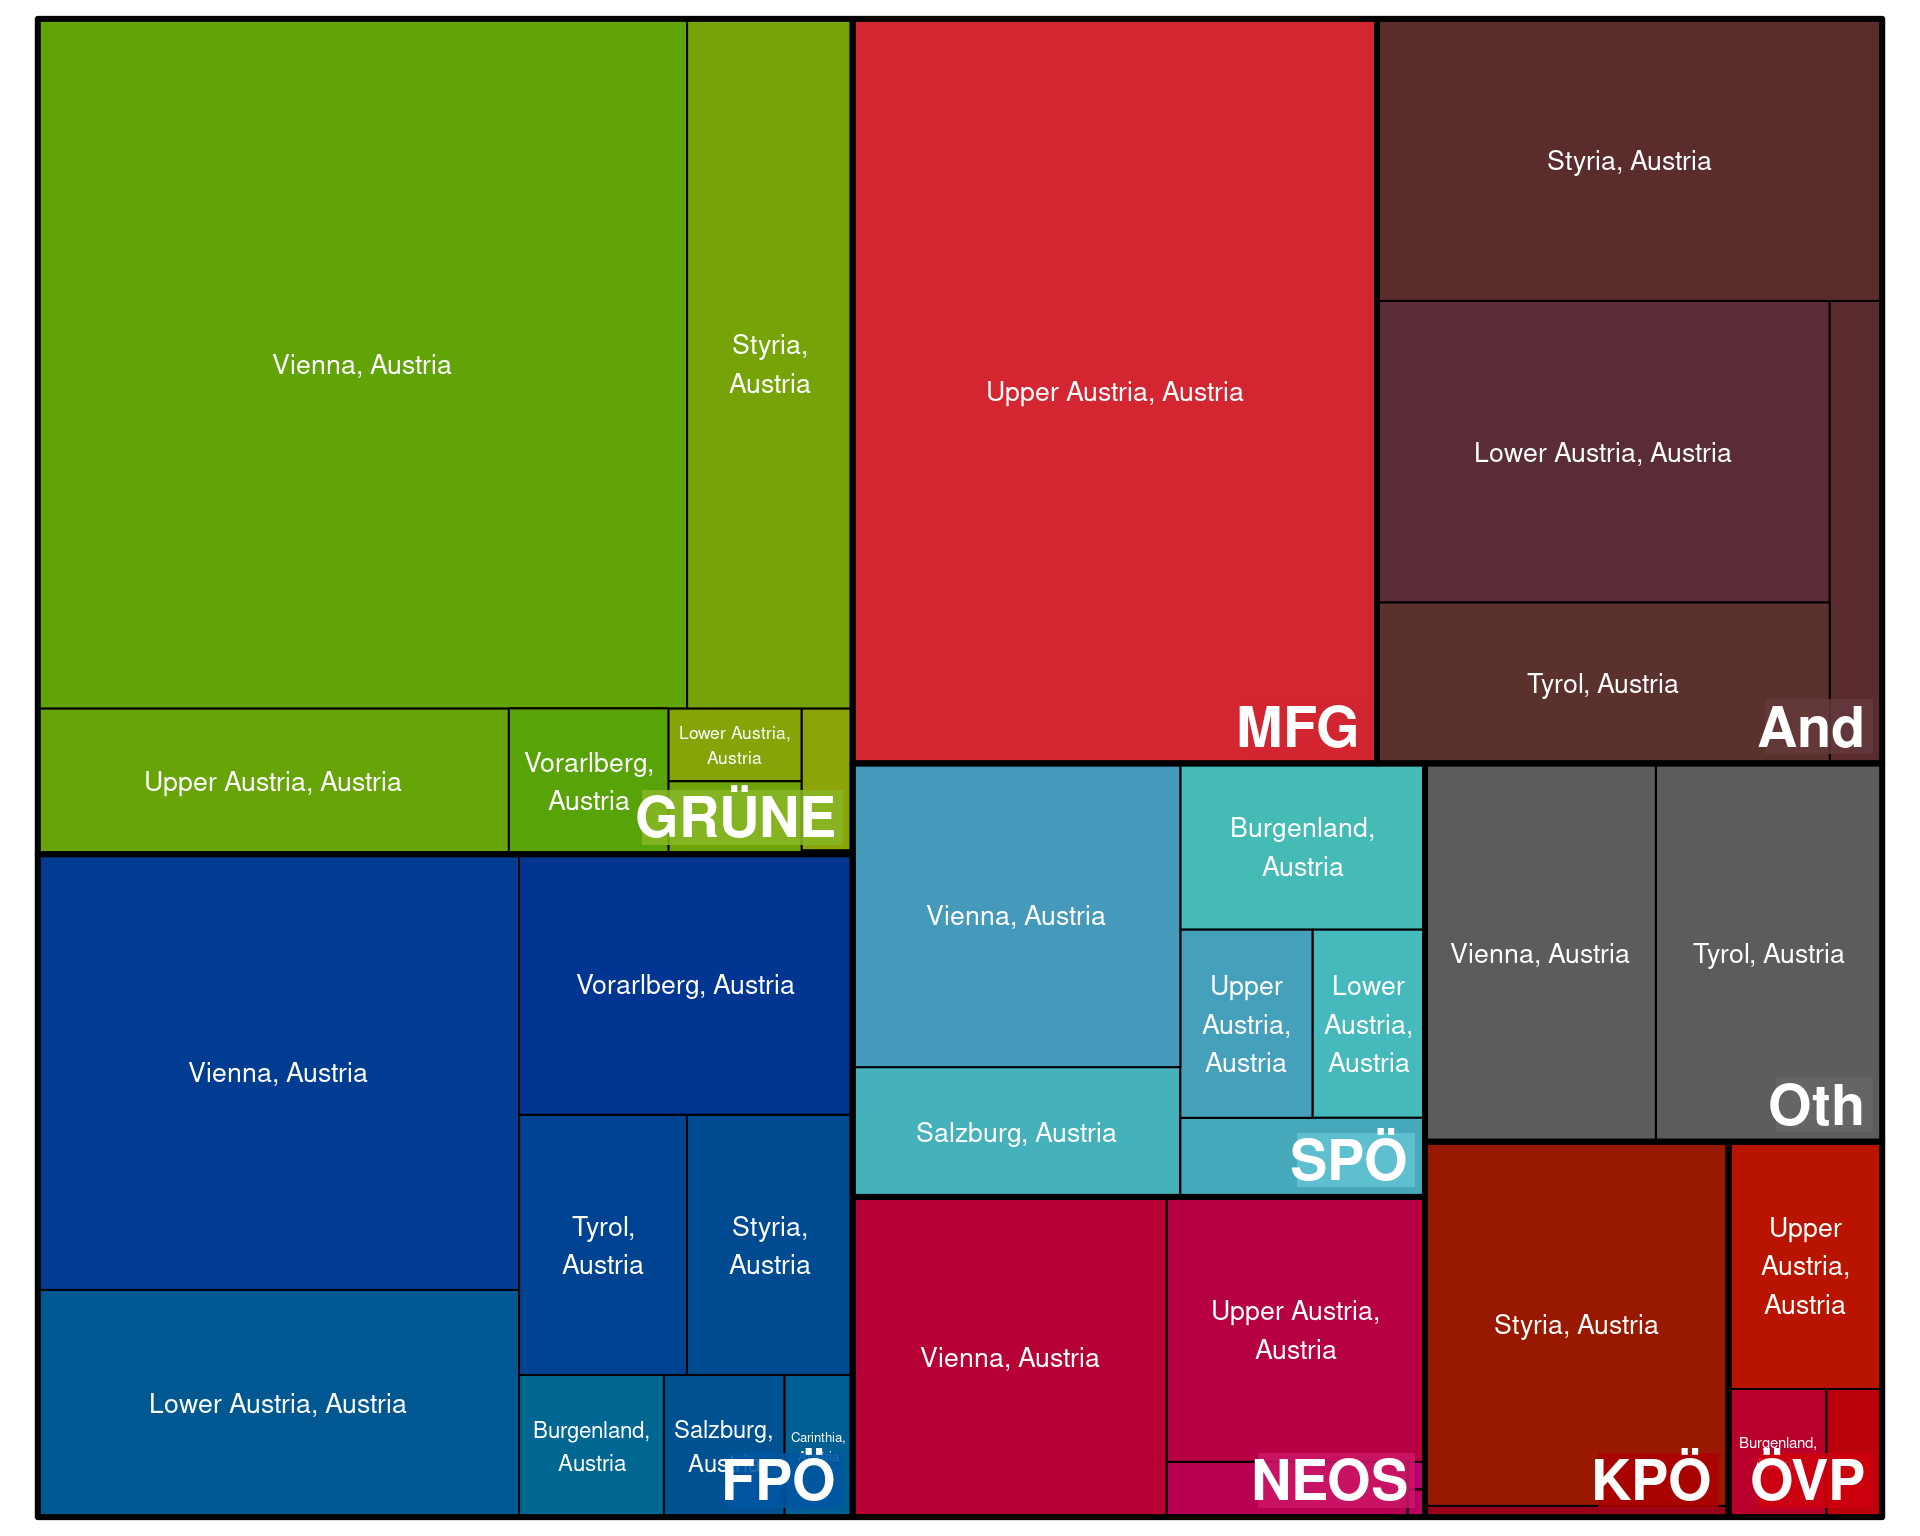 Vienna, Austria
Styria,
Austria
Upper Austria, Austria
Vorarlberg,
Austria
Lower Austria,
Austria
GRÜNE
Vienna, Austria
Vorarlberg, Austria
Tyrol,
Austria
Styria,
Austria
Lower Austria, Austria
Burgenland,
Austria
Salzburg,
Austria
Carinthia,
FPÖ
Upper Austria, Austria
MFG
Styria, Austria
Lower Austria, Austria
Tyrol, Austria
And
Vienna, Austria
Burgenland,
Austria
Upper
Austria,
Austria
Lower
Austria,
Austria
Salzburg, Austria
SPÖ
Vienna, Austria
Tyrol, Austria
Oth
Vienna, Austria
Upper Austria,
Austria
NEOS
Styria, Austria
KPÖ
Upper
Austria,
Austria
Burgenland,
ÖVP